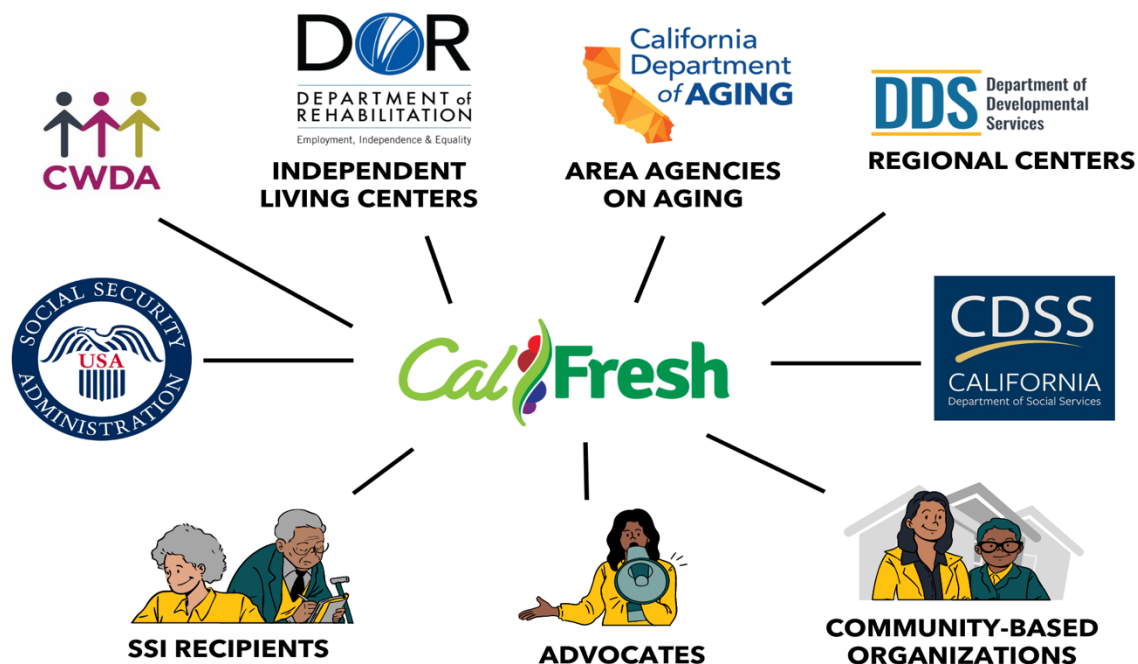 DOR
DEPARTMENT of
REHABILITATION
Employment, Independence & Equality
INDEPENDENT
LIVING CENTERS
California
Department
of AGING
AREA AGENCIES
ON AGING
DDS
Department of
Developmental
Services
REGIONAL CENTERS
CWDA
SOCIAL SECURITY
USA
ADMINISTRATION
CalFresh
CDSS
CALIFORNIA
Department of Social Services
SSI RECIPIENTS
ADVOCATES
COMMUNITY-BASED
ORGANIZATIONS